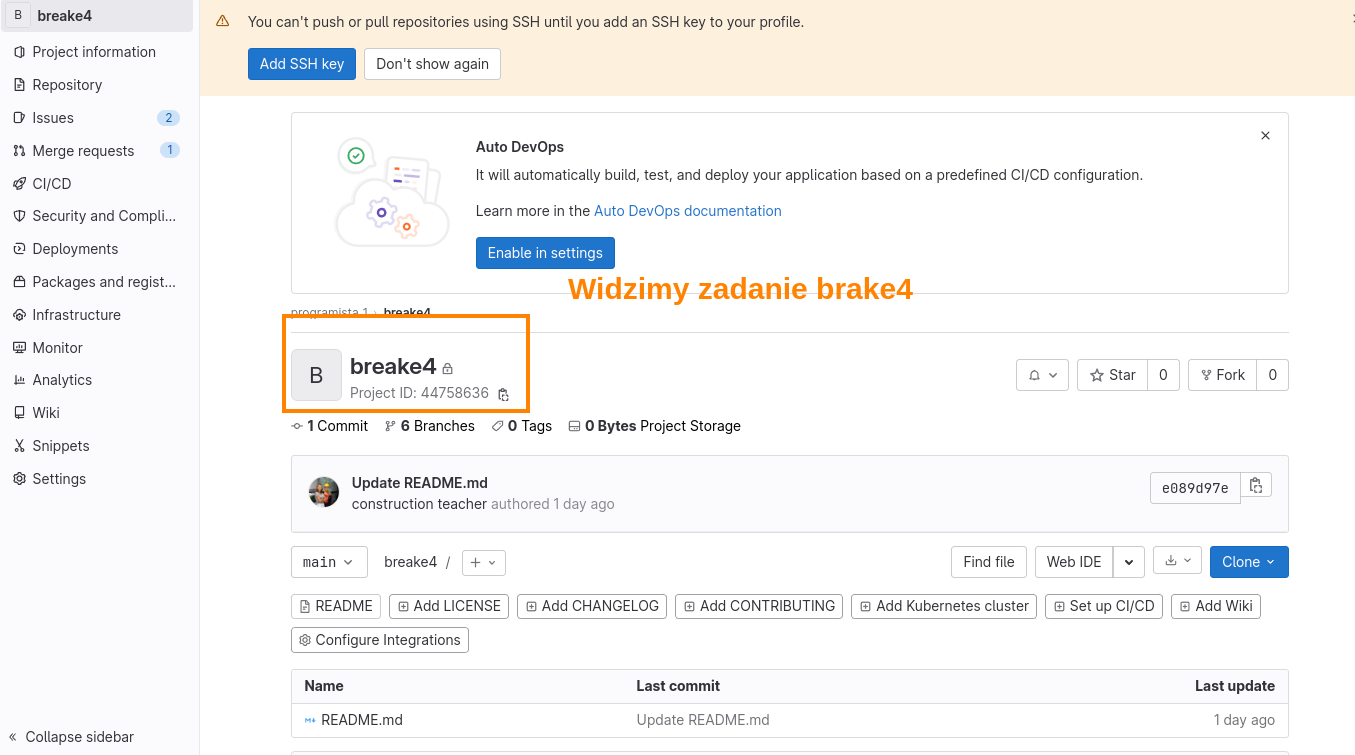 B breake4
Project information
Repository
Issues 2
Merge requests 1
CI/CD
Security and Compli...
Deployments
Packages and regist...
Infrastructure
Monitor
Analytics
Wiki
Snippets
Settings
« Collapse sidebar
You can't push or pull repositories using SSH until you add an SSH key to your profile.
Add SSH key Don't show again
Auto DevOps
It will automatically build, test, and deploy your application based on a predefined CI/CD configuration.
Learn more in the Auto DevOps documentation
Enable in settings
Widzimy zadanie brake4
programista 1 › breake4
B breake4
Project ID: 44758636
Star 0 Fork 0
1 Commit 6 Branches 0 Tags 0 Bytes Project Storage
Update README.md
construction teacher authored 1 day ago
e089d97e
main breake4 / + Find file Web IDE Clone
README Add LICENSE Add CHANGELOG Add CONTRIBUTING Add Kubernetes cluster Set up CI/CD Add Wiki
Configure Integrations
Name Last commit Last update
README.md Update README.md 1 day ago